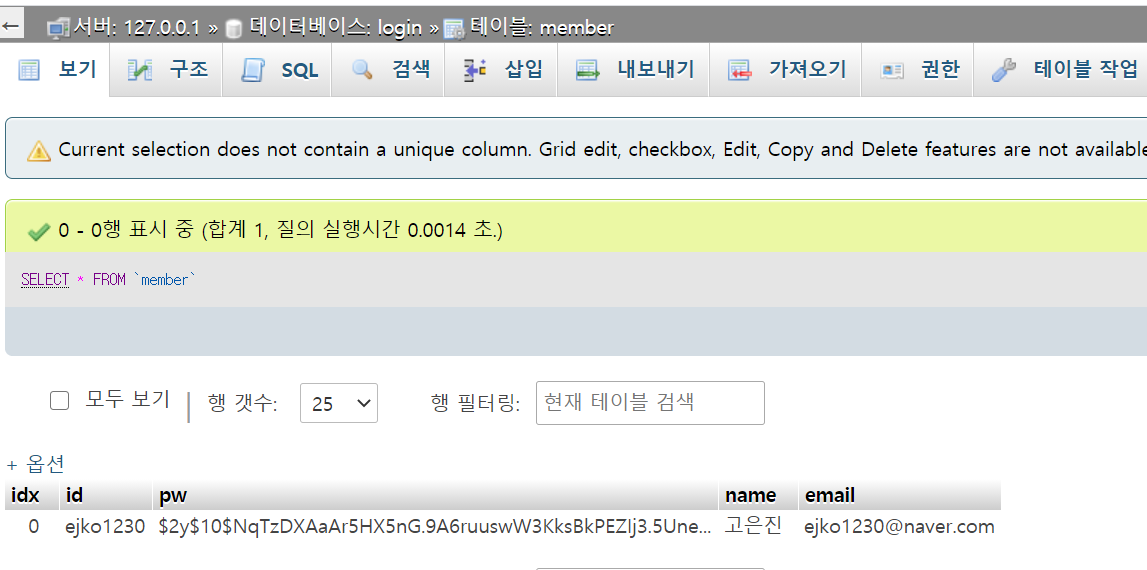 ← 서버: 127.0.0.1 » 데이터베이스: login » 테이블: member
보기 구조 SQL 검색 삽입 내보내기 가져오기 권한 테이블 작업
Current selection does not contain a unique column. Grid edit, checkbox, Edit, Copy and Delete features are not available
0 - 0행 표시 중 (합계 1, 질의 실행시간 0.0014 초.)
SELECT * FROM `member`
모두 보기 | 행 갯수: 25 행 필터링: 현재 테이블 검색
+ 옵션
idx id pw name email
0 ejko1230 $2y$10$NqTzDXAaAr5HX5nG.9A6ruuswW3KksBkPEZlj3.5Une... 고은진 ejko1230@naver.com